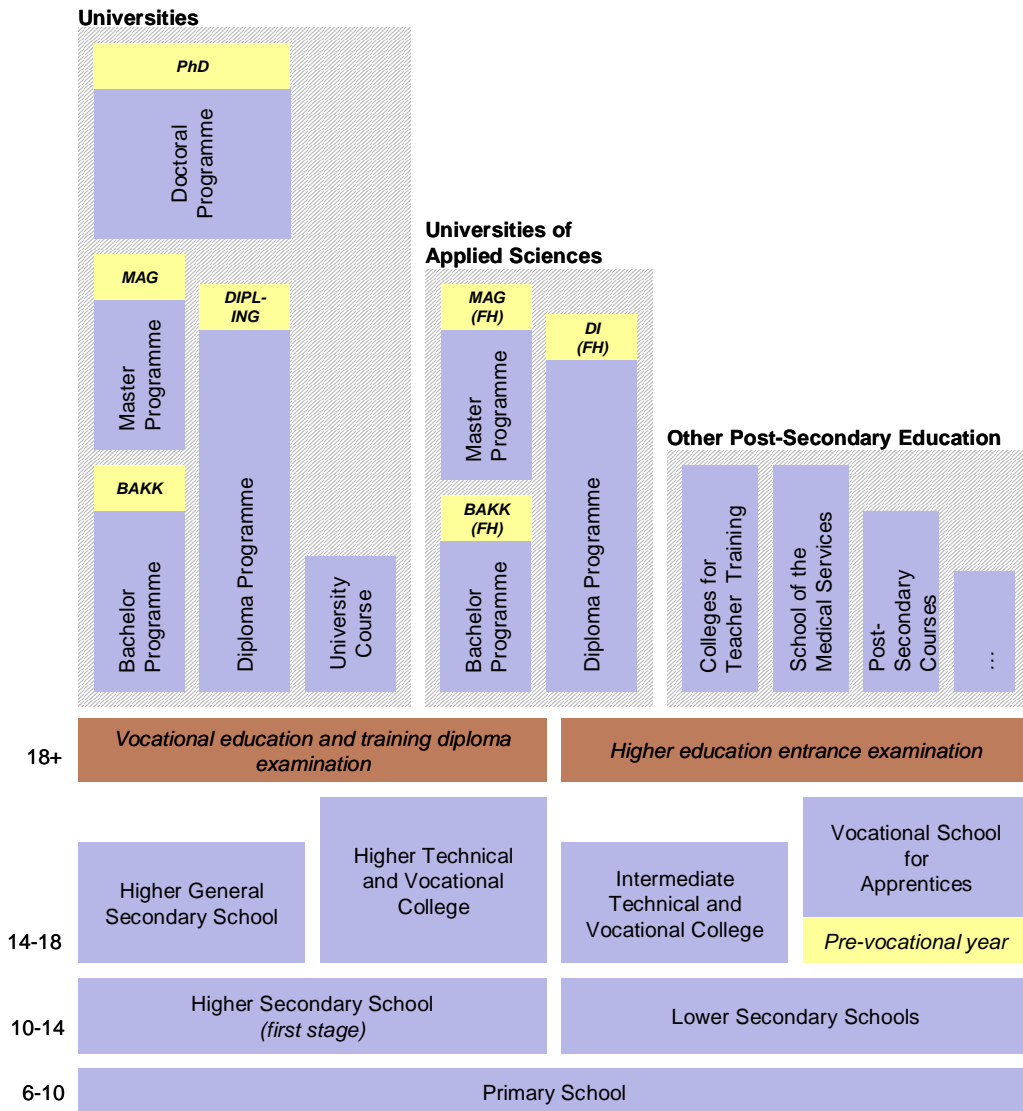 Universities
PhD
Doctoral
Programme
MAG
Master
Programme
BAKK
Bachelor
Programme
DIPL-
ING
Diploma Programme
University
Course
Universities of
Applied Sciences
MAG
(FH)
Master
Programme
BAKK
(FH)
Bachelor
Programme
DI
(FH)
Diploma Programme
Other Post-Secondary Education
Colleges for
Teacher Training
School of the
Medical Services
Post-
Secondary
Courses
...
18+
Vocational education and training diploma
examination
Higher education entrance examination
14-18
Higher General
Secondary School
Higher Technical
and Vocational
College
Intermediate
Technical and
Vocational College
Vocational School
for
Apprentices
Pre-vocational year
10-14
Higher Secondary School
(first stage)
Lower Secondary Schools
6-10
Primary School